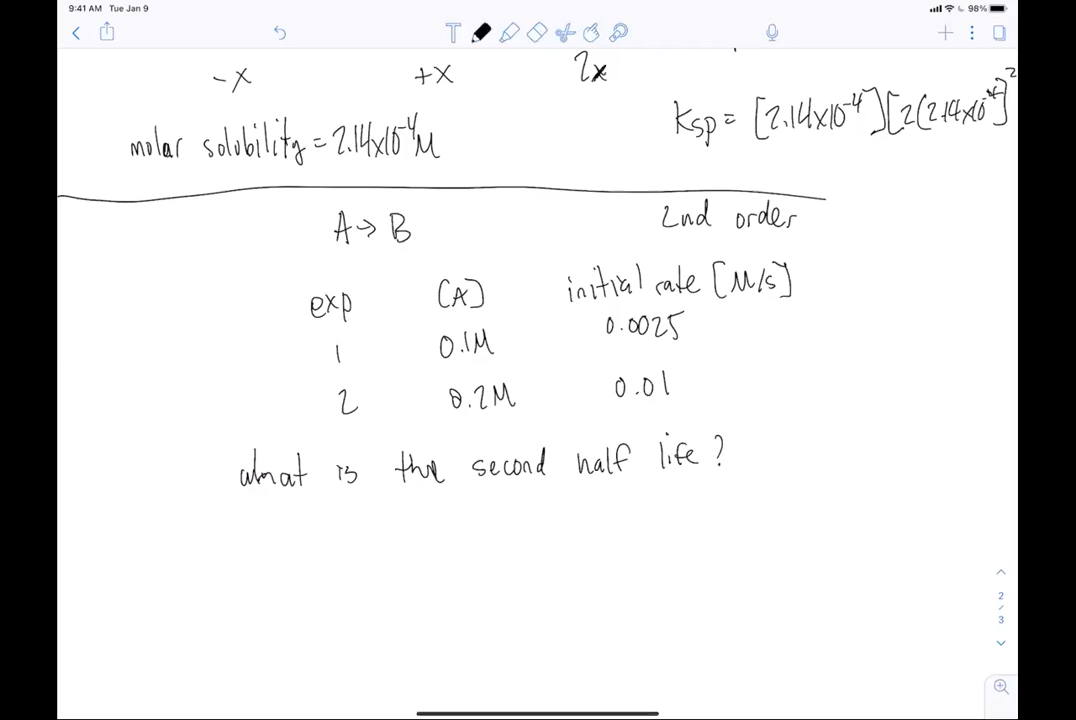 9:41 AM Tue Jan 9
98%
-x +x 2x
Ksp = [2.14x10⁻⁴][2(2.14x10⁻⁴]²
molar solubility = 2.14x10⁻⁴M
A → B 2nd order
exp [A] initial rate [M/s]
1 0.1M 0.0025
2 0.2M 0.01
what is the second half life?
2
/
3